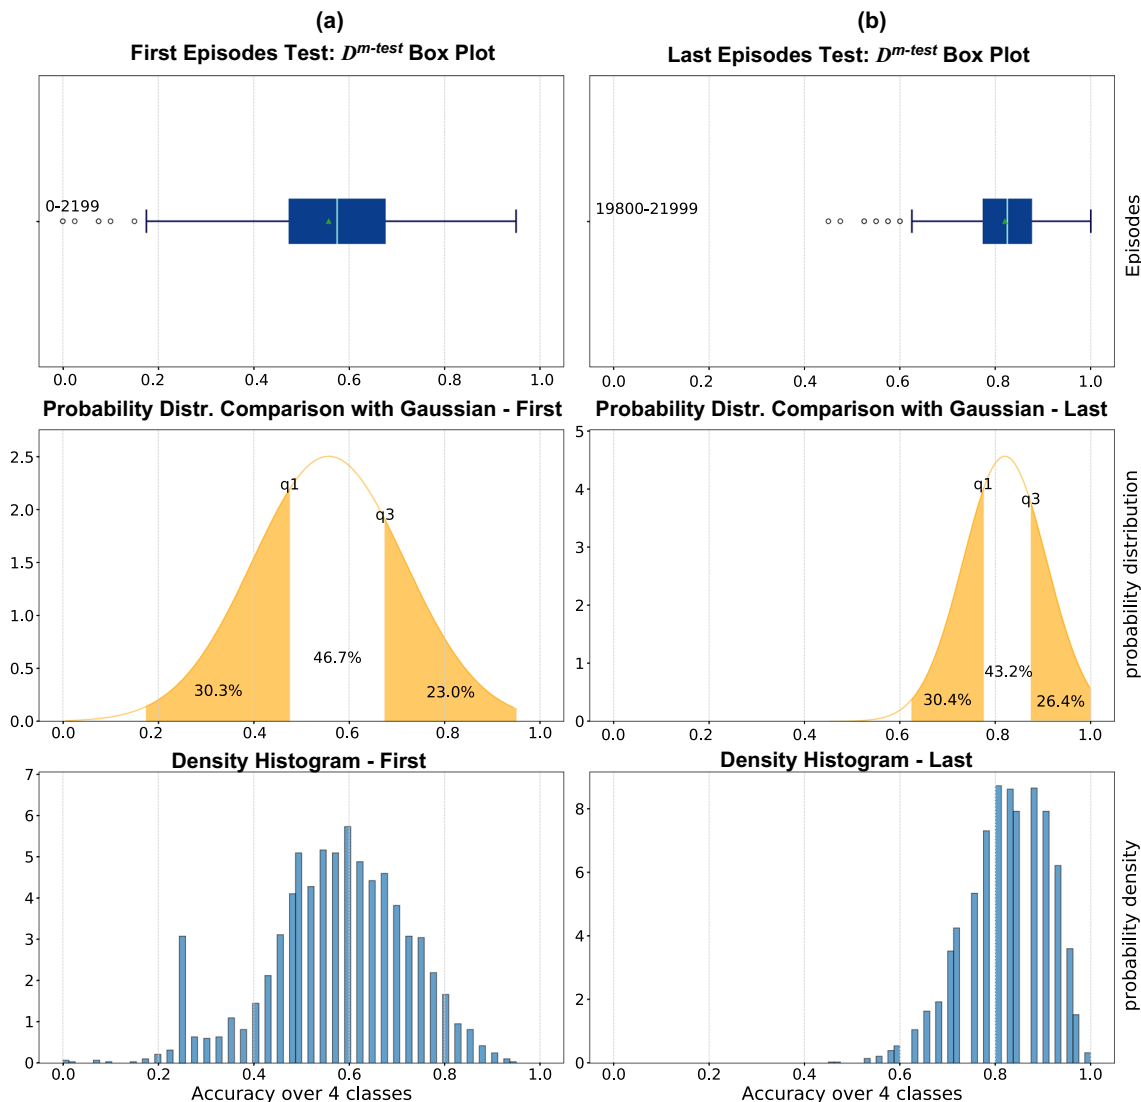 (a)
First Episodes Test: D^m-test Box Plot
0-2199
0.0 0.2 0.4 0.6 0.8 1.0
(b)
Last Episodes Test: D^m-test Box Plot
19800-21999
Episodes
0.0 0.2 0.4 0.6 0.8 1.0
Probability Distr. Comparison with Gaussian - First
2.5
2.0
1.5
1.0
0.5
0.0
q1
q3
46.7%
30.3%
23.0%
0.0 0.2 0.4 0.6 0.8 1.0
Probability Distr. Comparison with Gaussian - Last
5
4
3
2
1
0
q1
q3
43.2%
30.4%
26.4%
probability distribution
0.0 0.2 0.4 0.6 0.8 1.0
Density Histogram - First
7
6
5
4
3
2
1
0
0.0 0.2 0.4 0.6 0.8 1.0
Accuracy over 4 classes
Density Histogram - Last
8
6
4
2
0
probability density
0.0 0.2 0.4 0.6 0.8 1.0
Accuracy over 4 classes